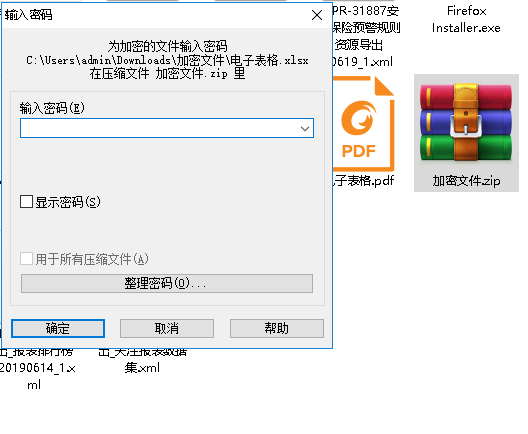 输入密码
为加密的文件输入密码
C:\Users\admin\Downloads\加密文件\电子表格.xlsx
在压缩文件 加密文件.zip 里
输入密码(E)
显示密码(S)
用于所有压缩文件(A)
整理密码(O)...
确定
取消
帮助
PR-31887安
保险预警规则
资源导出
0619_1.xml
Firefox
Installer.exe
PDF
电子表格.pdf
加密文件.zip
出_报表排行榜
20190614_1.x
ml
出_关注报表数据
集.xml